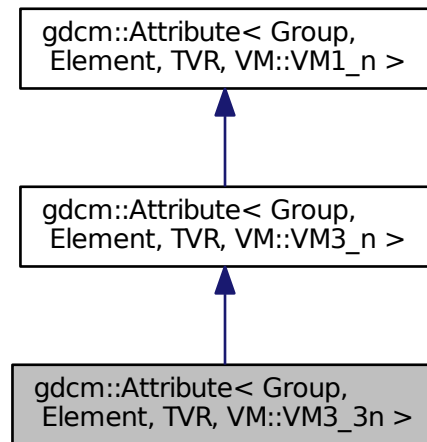 gdcm::Attribute< Group,
Element, TVR, VM::VM1_n >
gdcm::Attribute< Group,
Element, TVR, VM::VM3_n >
gdcm::Attribute< Group,
Element, TVR, VM::VM3_3n >